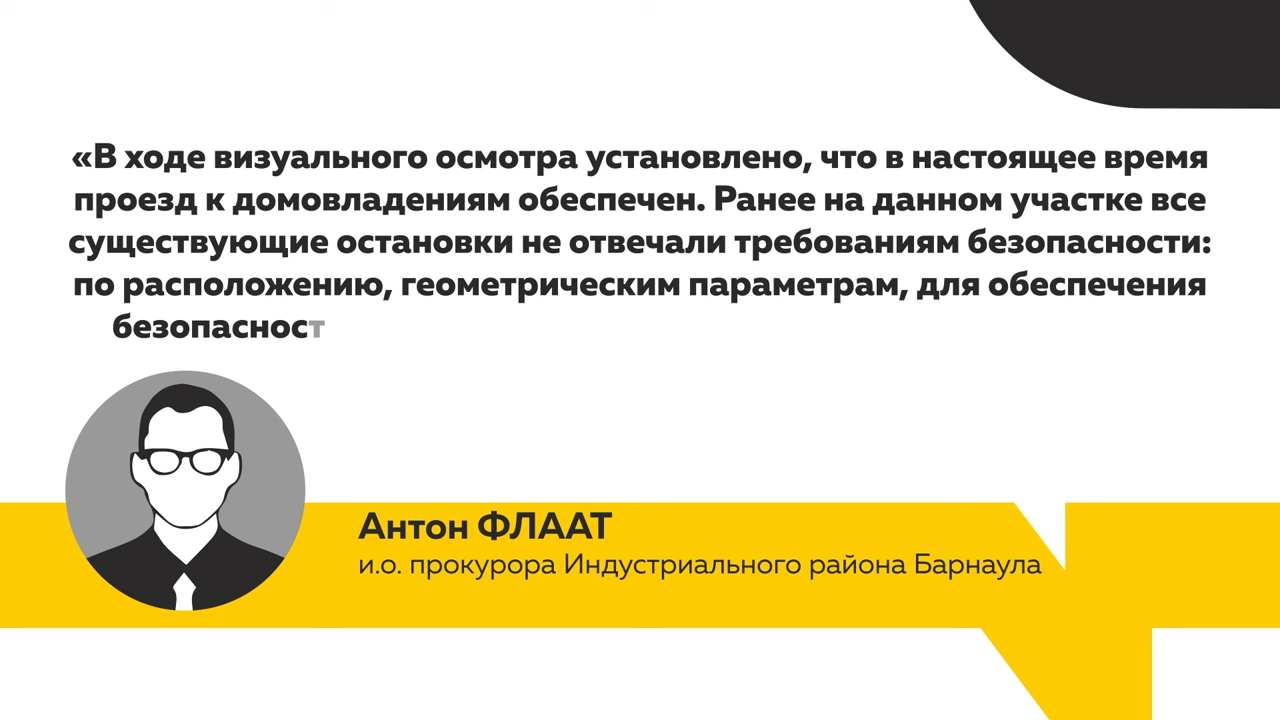 «В ходе визуального осмотра установлено, что в настоящее время
проезд к домовладениям обеспечен. Ранее на данном участке все
существующие остановки не отвечали требованиям безопасности:
по расположению, геометрическим параметрам, для обеспечения
безопасност
Антон ФЛААТ
и.о. прокурора Индустриального района Барнаула